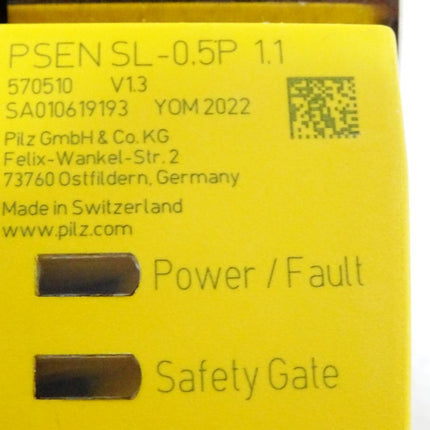 PSEN SL-0.5P 1.1
570510 V1.3
SA010619193 YOM 2022
Pilz GmbH & Co. KG
Felix-Wankel-Str. 2
73760 Ostfildern, Germany
Made in Switzerland
www.pilz.com
Power / Fault
Safety Gate